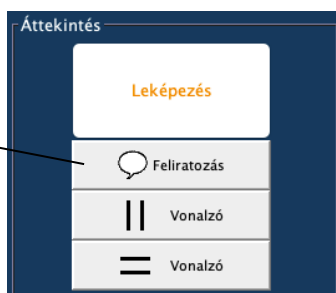 Áttekintés
Leképezés
Feliratozás
Vonalzó
Vonalzó